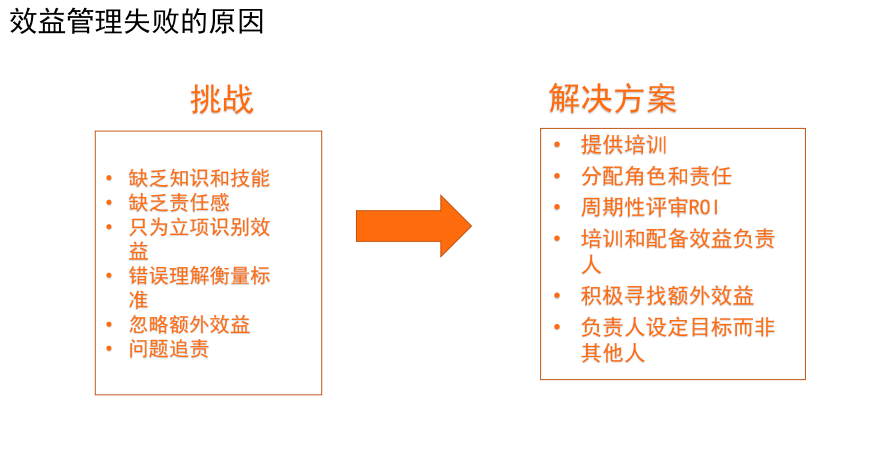 效益管理失败的原因
挑战
• 缺乏知识和技能
• 缺乏责任感
• 只为立项识别效
益
• 错误理解衡量标
准
• 忽略额外效益
• 问题追责
解决方案
• 提供培训
• 分配角色和责任
• 周期性评审ROI
• 培训和配备效益负责
人
• 积极寻找额外效益
• 负责人设定目标而非
其他人